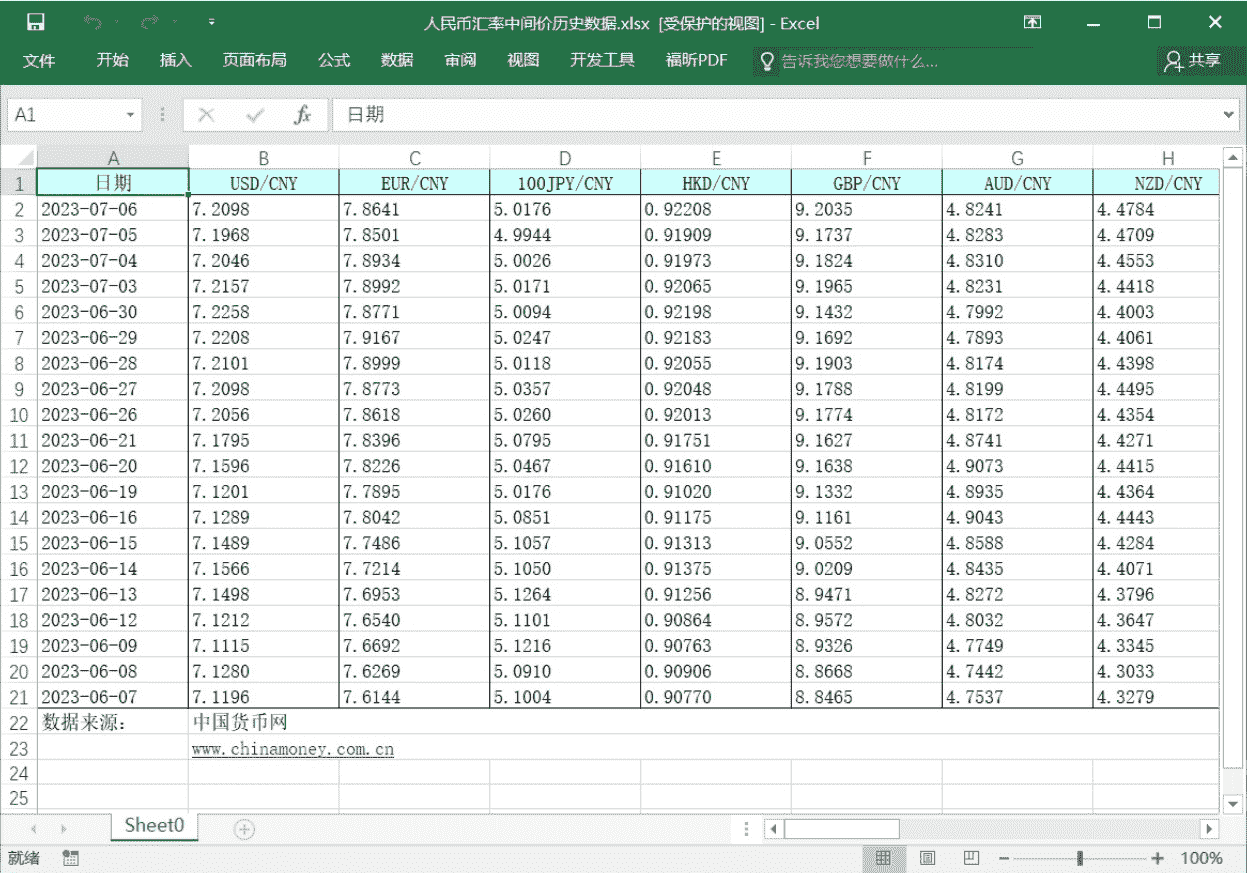 人民币汇率中间价历史数据.xlsx [受保护的视图] - Excel
文件 开始 插入 页面布局 公式 数据 审阅 视图 开发工具 福昕PDF 告诉我您想要做什么... 共享
A1 fx 日期
A B C D E F G H
1 日期 USD/CNY EUR/CNY 100JPY/CNY HKD/CNY GBP/CNY AUD/CNY NZD/CNY
2 2023-07-06 7.2098 7.8641 5.0176 0.92208 9.2035 4.8241 4.4784
3 2023-07-05 7.1968 7.8501 4.9944 0.91909 9.1737 4.8283 4.4709
4 2023-07-04 7.2046 7.8934 5.0026 0.91973 9.1824 4.8310 4.4553
5 2023-07-03 7.2157 7.8992 5.0171 0.92065 9.1965 4.8231 4.4418
6 2023-06-30 7.2258 7.8771 5.0094 0.92198 9.1432 4.7992 4.4003
7 2023-06-29 7.2208 7.9167 5.0247 0.92183 9.1692 4.7893 4.4061
8 2023-06-28 7.2101 7.8999 5.0118 0.92055 9.1903 4.8174 4.4398
9 2023-06-27 7.2098 7.8773 5.0357 0.92048 9.1788 4.8199 4.4495
10 2023-06-26 7.2056 7.8618 5.0260 0.92013 9.1774 4.8172 4.4354
11 2023-06-21 7.1795 7.8396 5.0795 0.91751 9.1627 4.8741 4.4271
12 2023-06-20 7.1596 7.8226 5.0467 0.91610 9.1638 4.9073 4.4415
13 2023-06-19 7.1201 7.7895 5.0176 0.91020 9.1332 4.8935 4.4364
14 2023-06-16 7.1289 7.8042 5.0851 0.91175 9.1161 4.9043 4.4443
15 2023-06-15 7.1489 7.7486 5.1057 0.91313 9.0552 4.8588 4.4284
16 2023-06-14 7.1566 7.7214 5.1050 0.91375 9.0209 4.8435 4.4071
17 2023-06-13 7.1498 7.6953 5.1264 0.91256 8.9471 4.8272 4.3796
18 2023-06-12 7.1212 7.6540 5.1101 0.90864 8.9572 4.8032 4.3647
19 2023-06-09 7.1115 7.6692 5.1216 0.90763 8.9326 4.7749 4.3345
20 2023-06-08 7.1280 7.6269 5.0910 0.90906 8.8668 4.7442 4.3033
21 2023-06-07 7.1196 7.6144 5.1004 0.90770 8.8465 4.7537 4.3279
22 数据来源： 中国货币网
23 www.chinamoney.com.cn
24
25
Sheet0
就绪 100%